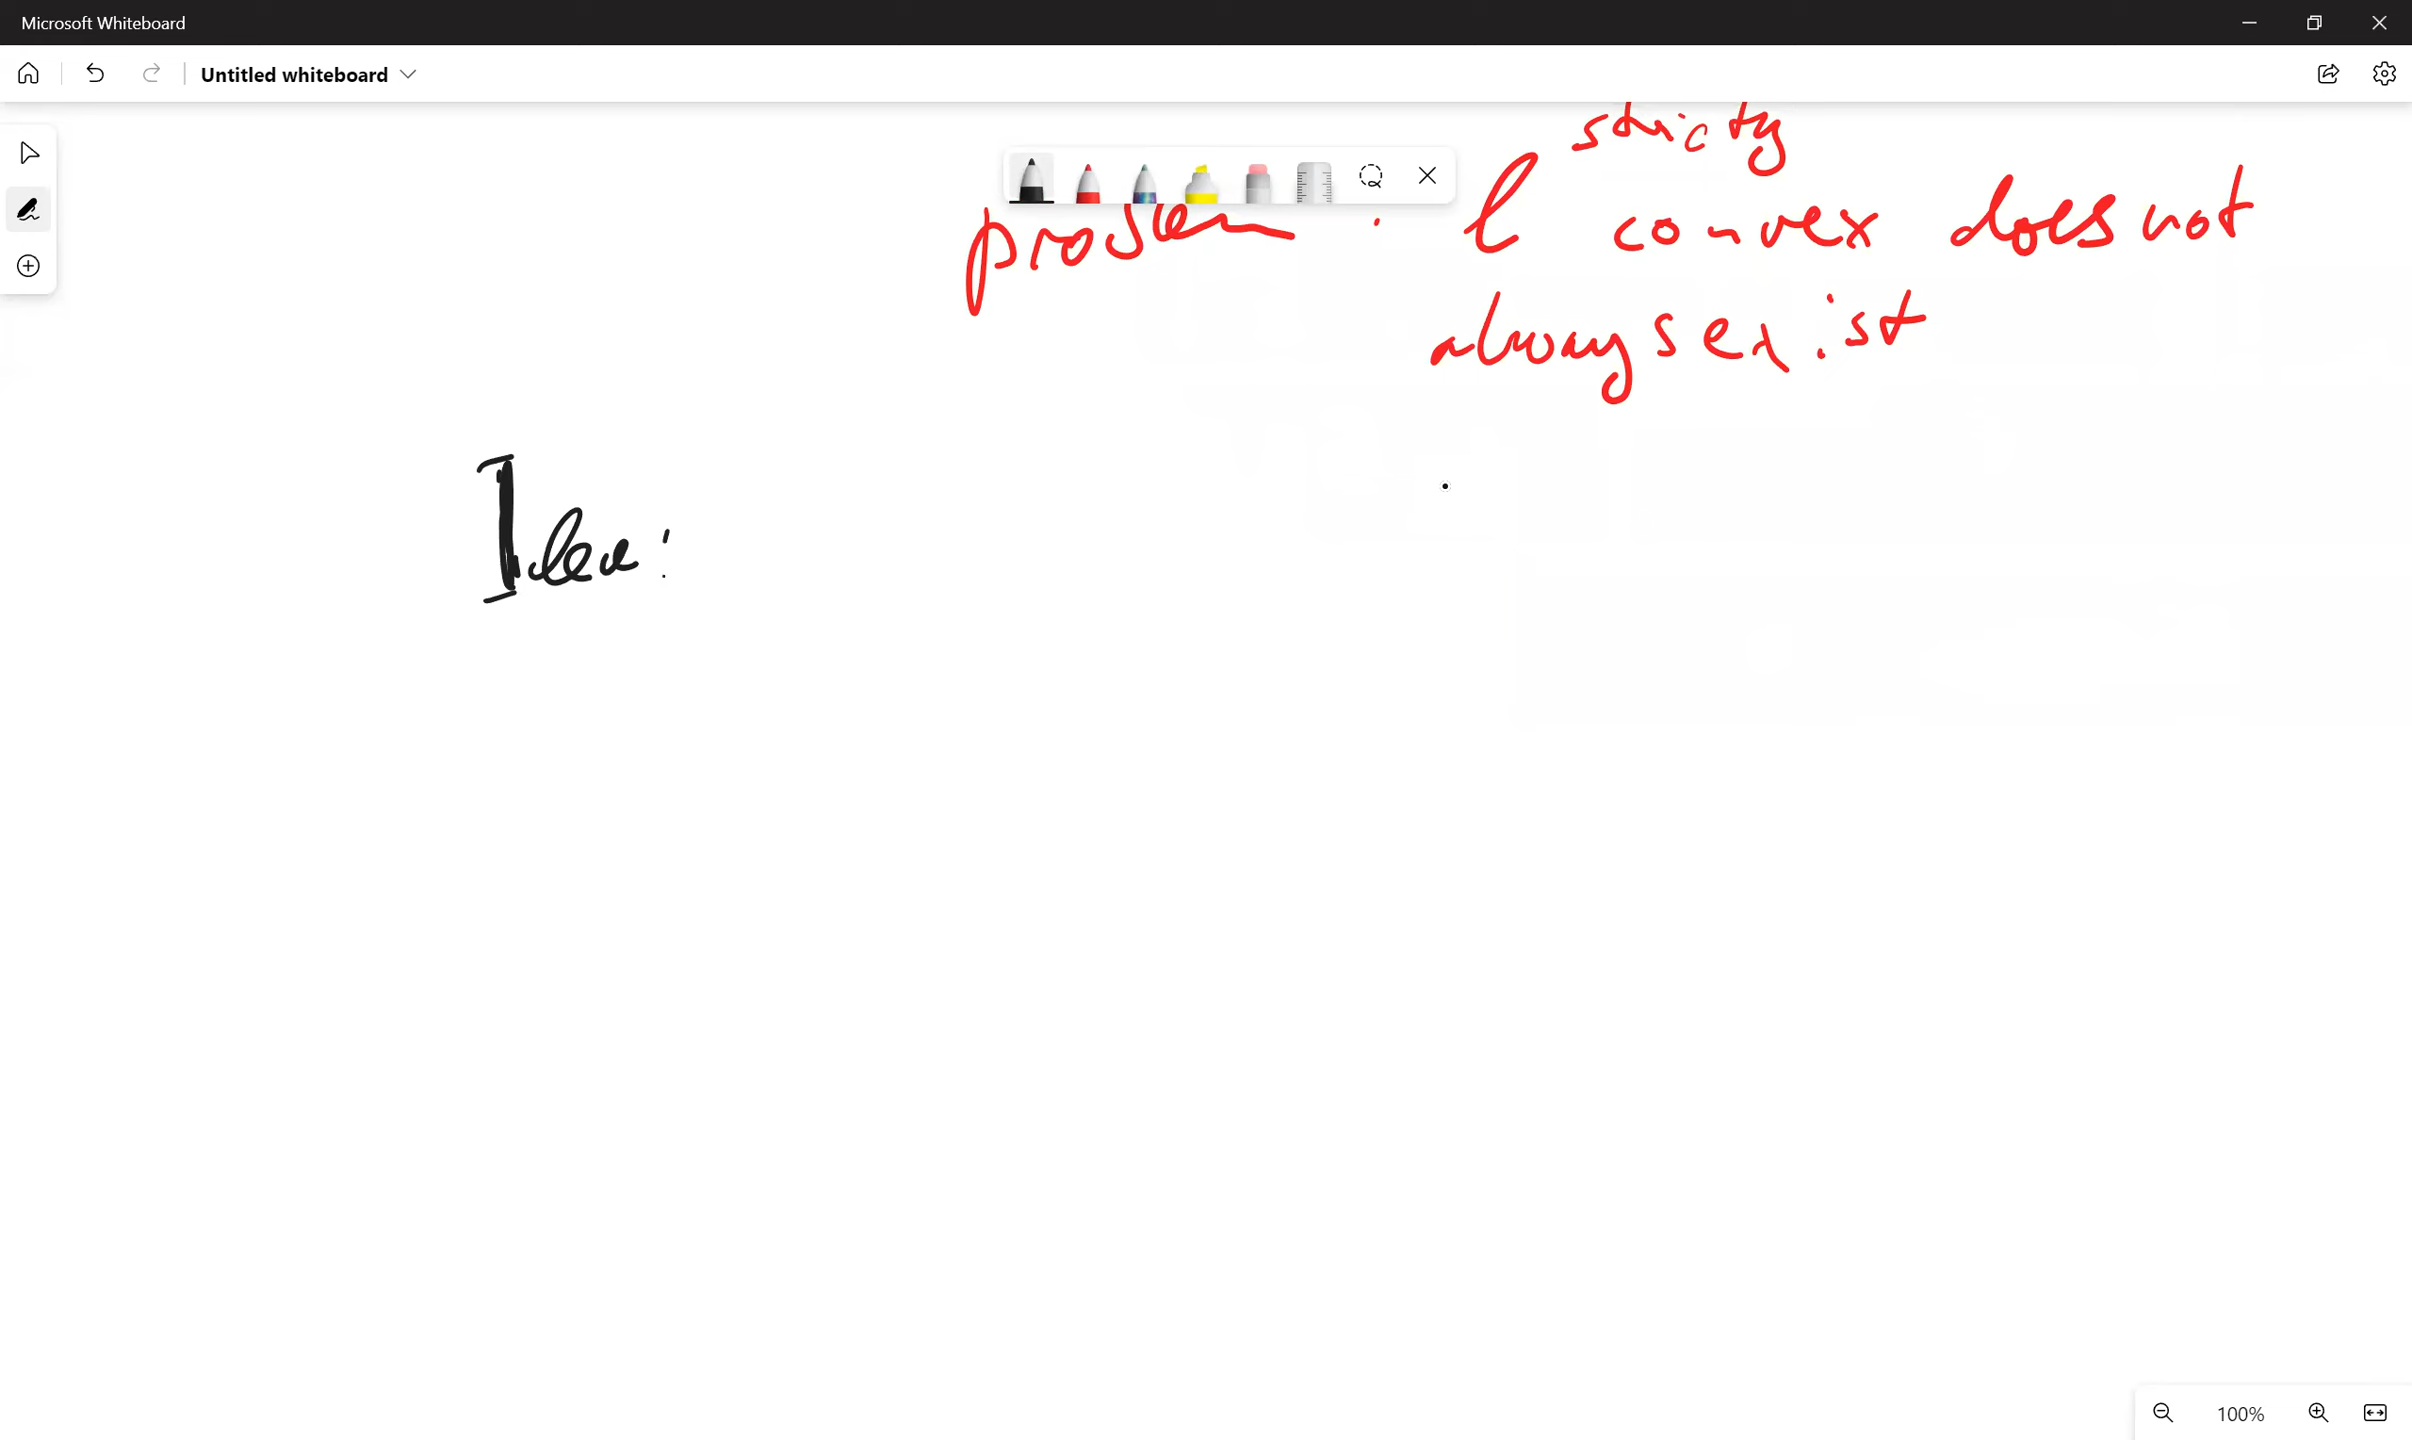 Microsoft Whiteboard
Untitled whiteboard
strictly
problem : l convex does not
always exist
Idea:
100%